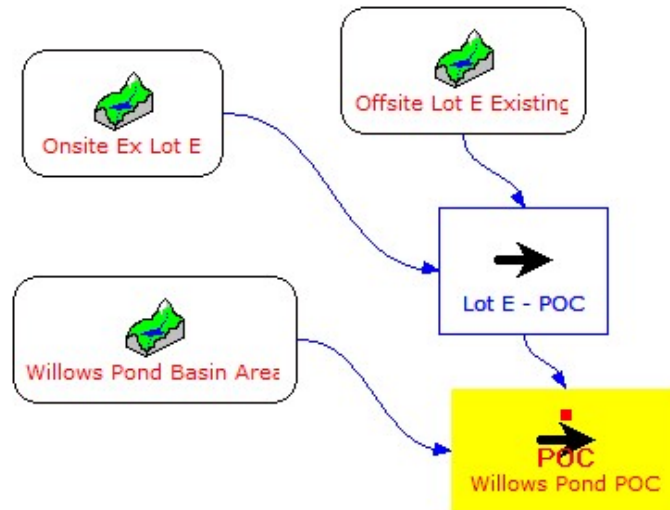 Offsite Lot E Existing
Onsite Ex Lot E
Lot E - POC
Willows Pond Basin Area
POC
Willows Pond POC